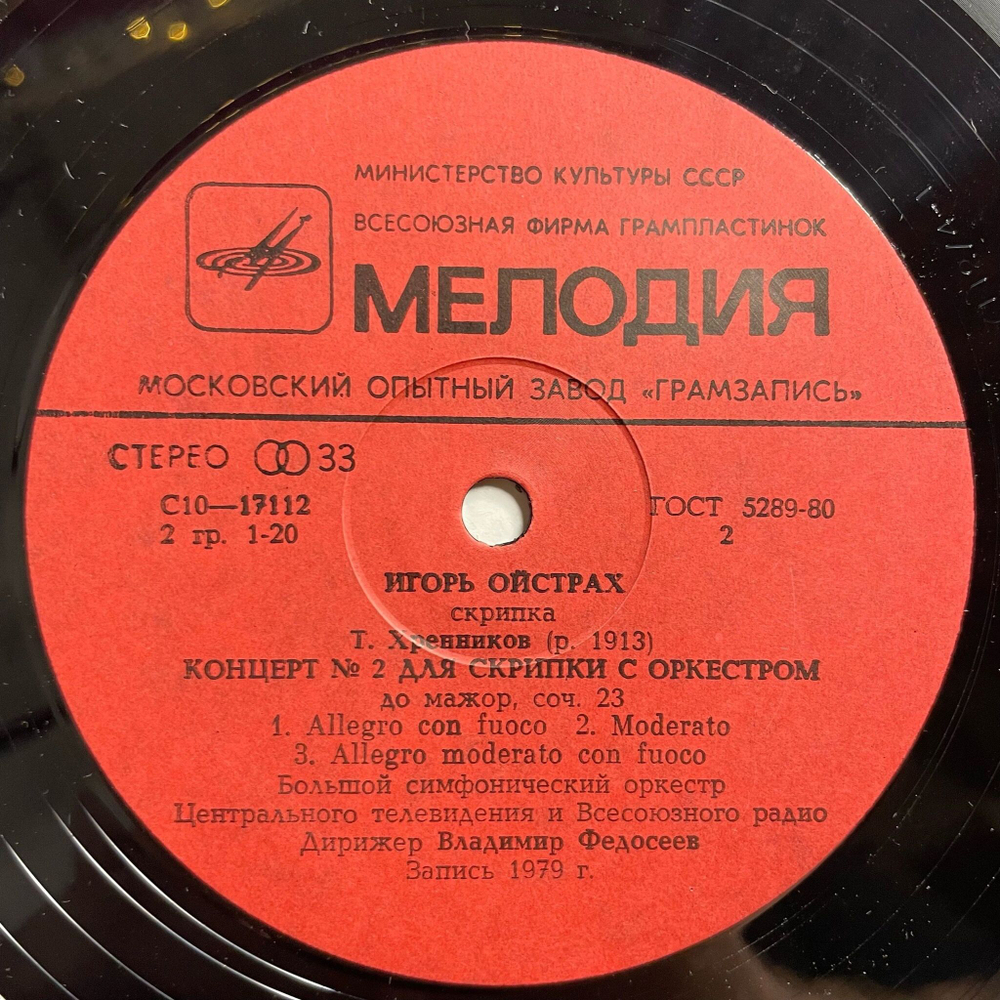 МИНИСТЕРСТВО КУЛЬТУРЫ СССР
ВСЕСОЮЗНАЯ ФИРМА ГРАМПЛАСТИНОК
МЕЛОДИЯ
МОСКОВСКИЙ ОПЫТНЫЙ ЗАВОД «ГРАМЗАПИСЬ»
СТЕРЕО 33
С10—17112 ГОСТ 5289-80
2 гр. 1-20 2
ИГОРЬ ОЙСТРАХ
скрипка
Т. Хренников (р. 1913)
КОНЦЕРТ № 2 ДЛЯ СКРИПКИ С ОРКЕСТРОМ
до мажор, соч. 23
1. Allegro con fuoco 2. Moderato
3. Allegro moderato con fuoco
Большой симфонический оркестр
Центрального телевидения и Всесоюзного радио
Дирижер Владимир Федосеев
Запись 1979 г.